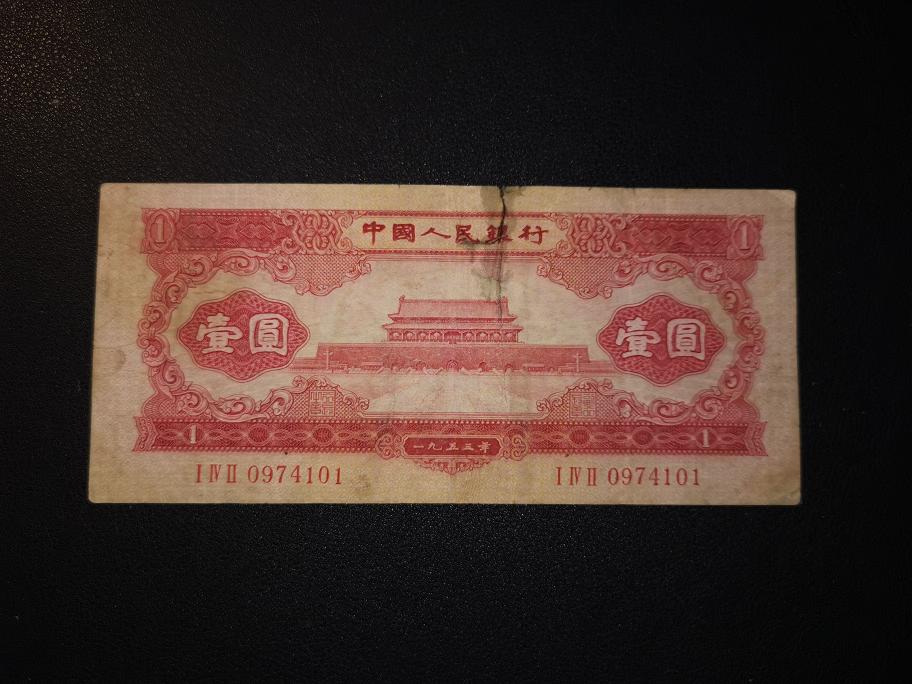 1 中國人民銀行 1
壹圓 壹圓
1 一九五三年 1
I IV II 0974101 I IV II 0974101